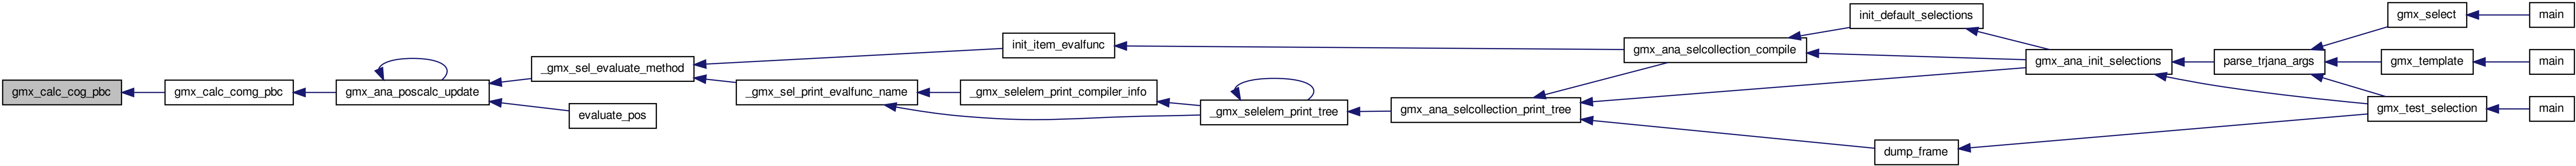 gmx_calc_cog_pbc
gmx_calc_comg_pbc
gmx_ana_poscalc_update
_gmx_sel_evaluate_method
evaluate_pos
init_item_evalfunc
_gmx_sel_print_evalfunc_name
_gmx_selelem_print_compiler_info
_gmx_selelem_print_tree
gmx_ana_selcollection_print_tree
gmx_ana_selcollection_compile
init_default_selections
dump_frame
gmx_ana_init_selections
parse_trjana_args
gmx_select
gmx_template
gmx_test_selection
main
main
main